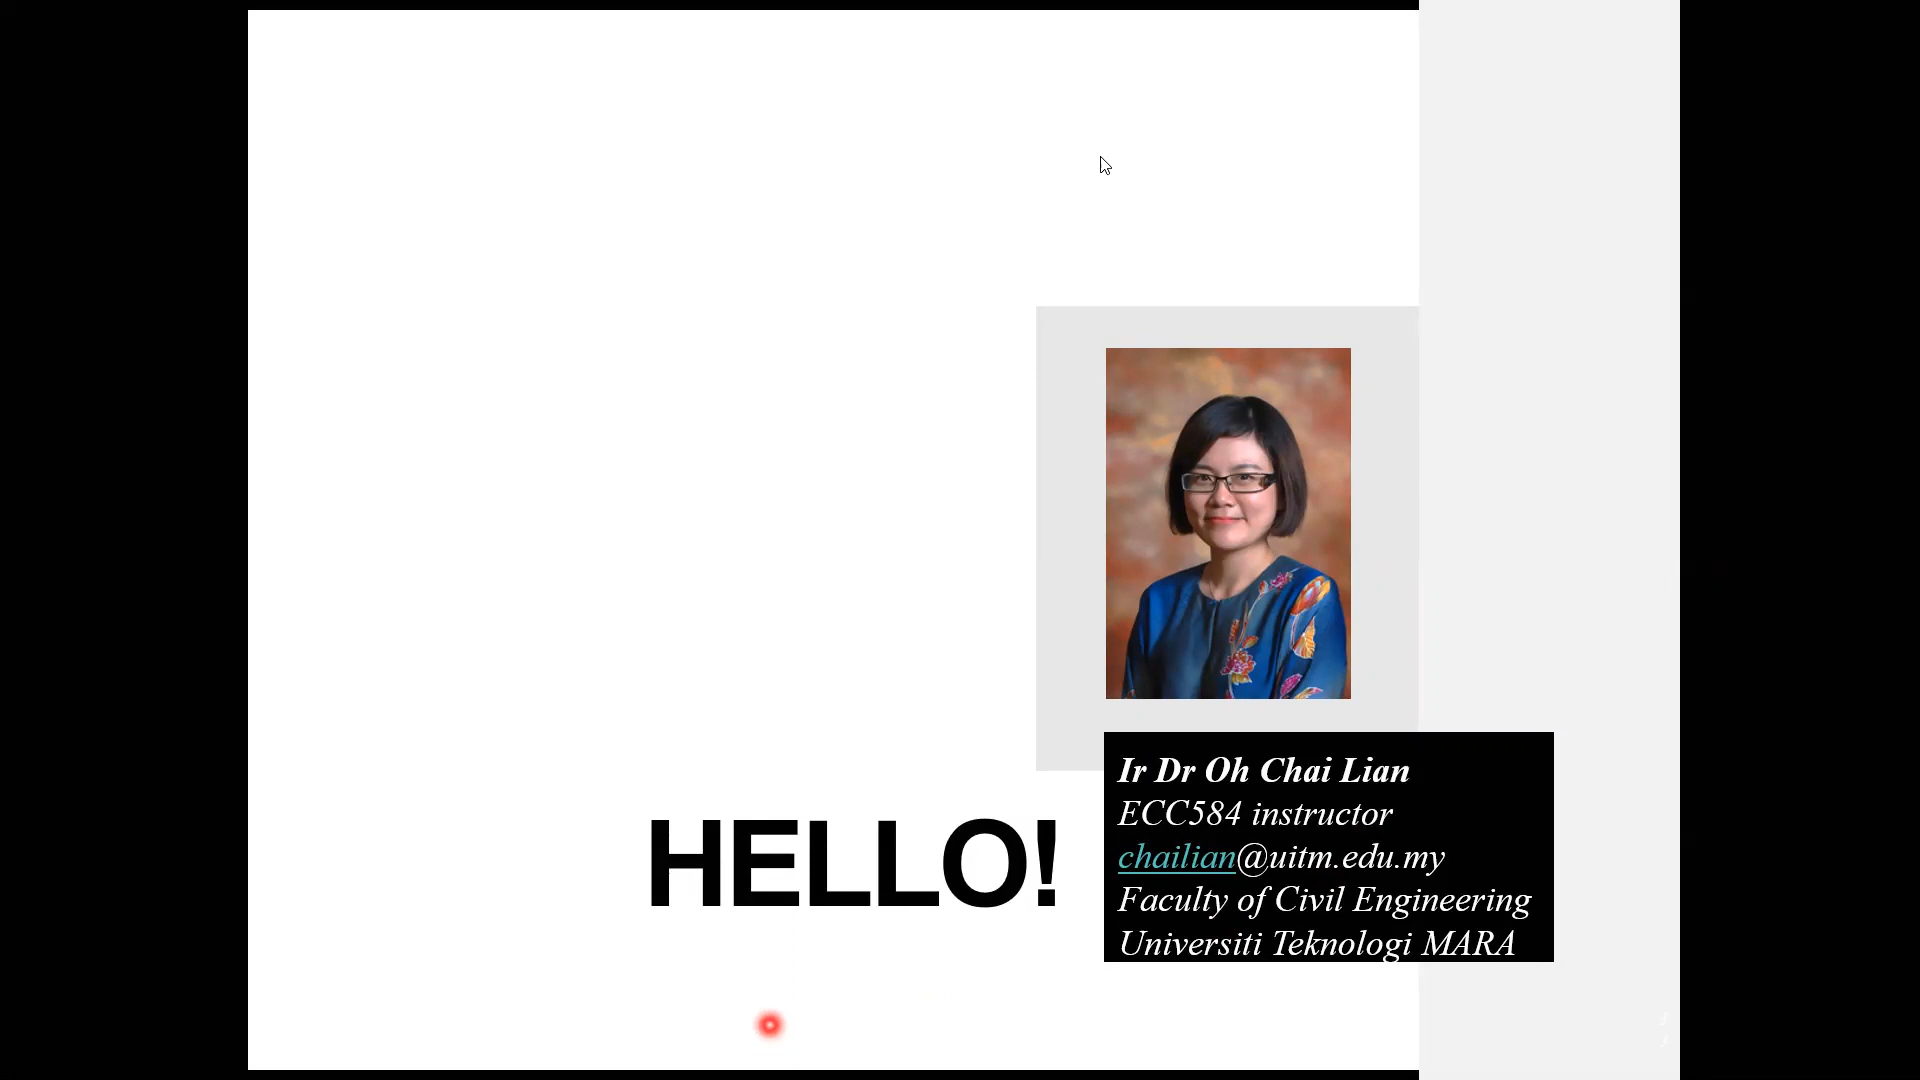 HELLO!
Ir Dr Oh Chai Lian
ECC584 instructor
chailian@uitm.edu.my
Faculty of Civil Engineering
Universiti Teknologi MARA